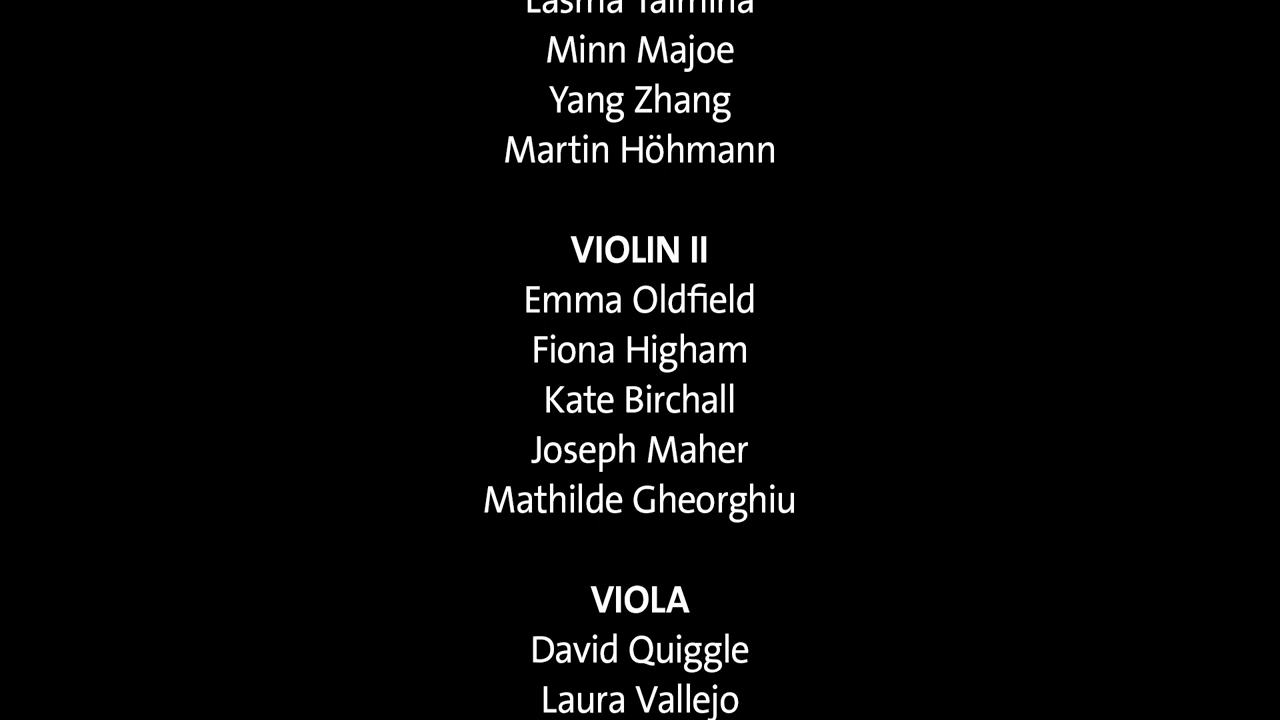 Minn Majoe
Yang Zhang
Martin Höhmann
VIOLIN II
Emma Oldfield
Fiona Higham
Kate Birchall
Joseph Maher
Mathilde Gheorghiu
VIOLA
David Quiggle
Laura Vallejo